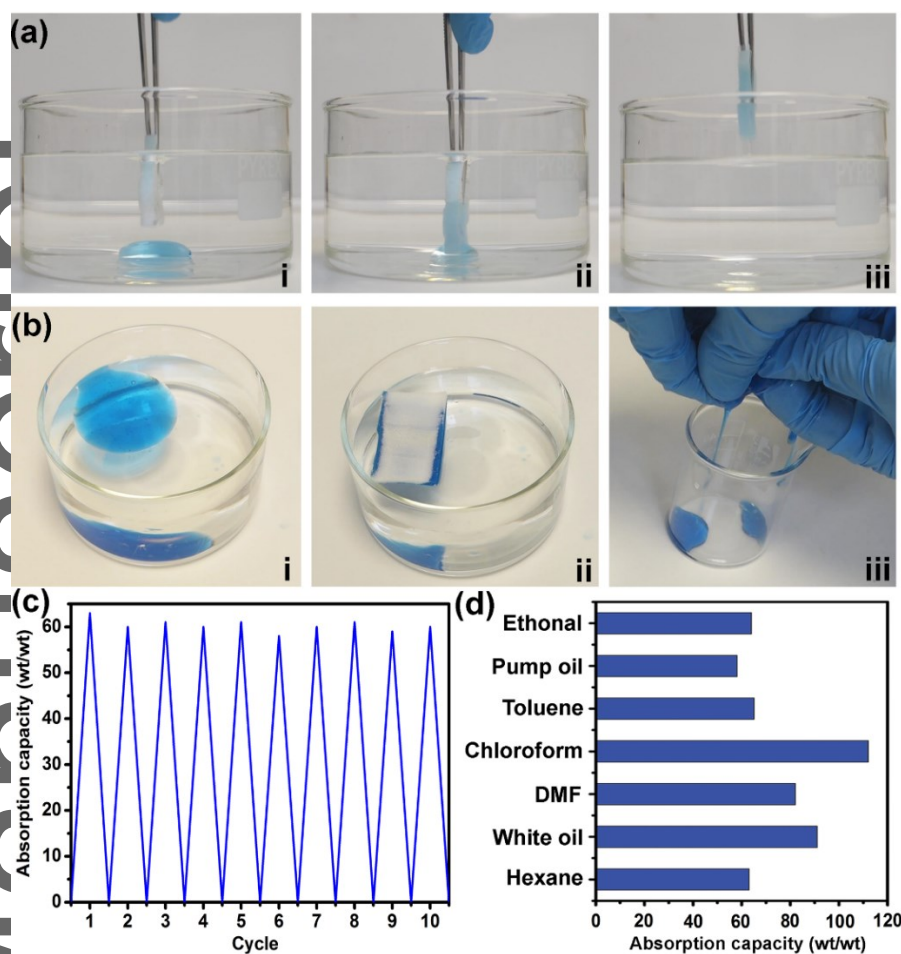 (a)
i
ii
iii
(b)
i
ii
iii
(c)
Absorption capacity (wt/wt)
60
50
40
30
20
10
0
1 2 3 4 5 6 7 8 9 10
Cycle
(d)
Ethonal
Pump oil
Toluene
Chloroform
DMF
White oil
Hexane
0 20 40 60 80 100 120
Absorption capacity (wt/wt)